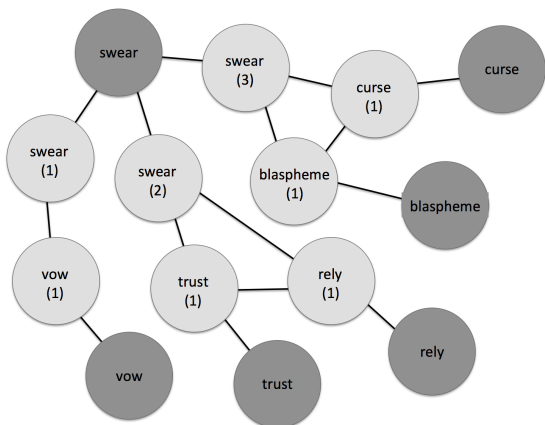 swear
swear
(3)
curse
(1)
curse
swear
(1)
swear
(2)
blaspheme
(1)
blaspheme
vow
(1)
trust
(1)
rely
(1)
vow
trust
rely